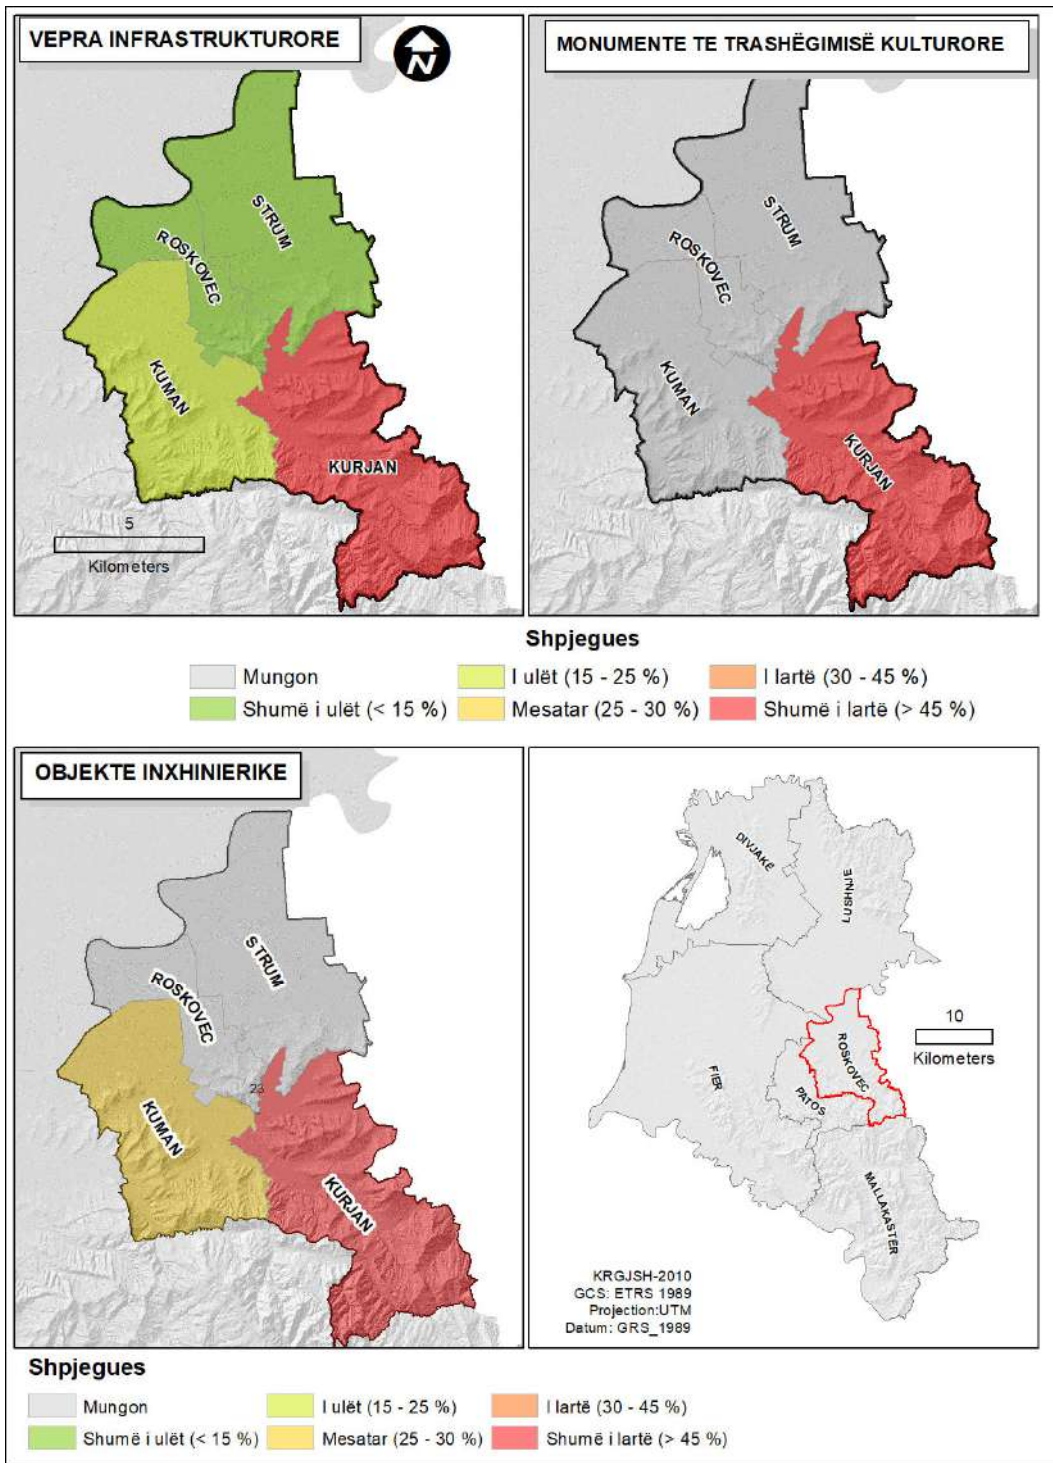 VEPRA INFRASTRUKTURORE
N
MONUMENTE TE TRASHËGIMISË KULTURORE
STRUM
ROSKOVEC
KUMAN
KURJAN
5
Kilometers
STRUM
ROSKOVEC
KUMAN
KURJAN
Shpjegues
Mungon
I ulët (15 - 25 %)
I lartë (30 - 45 %)
Shumë i ulët (< 15 %)
Mesatar (25 - 30 %)
Shumë i lartë (> 45 %)
OBJEKTE INXHINIERIKE
STRUM
ROSKOVEC
23
KUMAN
KURJAN
DIVJAKË
LUSHNJE
ROSKOVEC
FIER
PATOS
MALLAKASTËR
10
Kilometers
KRGJSH-2010
GCS: ETRS 1989
Projection:UTM
Datum: GRS_1989
Shpjegues
Mungon
I ulët (15 - 25 %)
I lartë (30 - 45 %)
Shumë i ulët (< 15 %)
Mesatar (25 - 30 %)
Shumë i lartë (> 45 %)